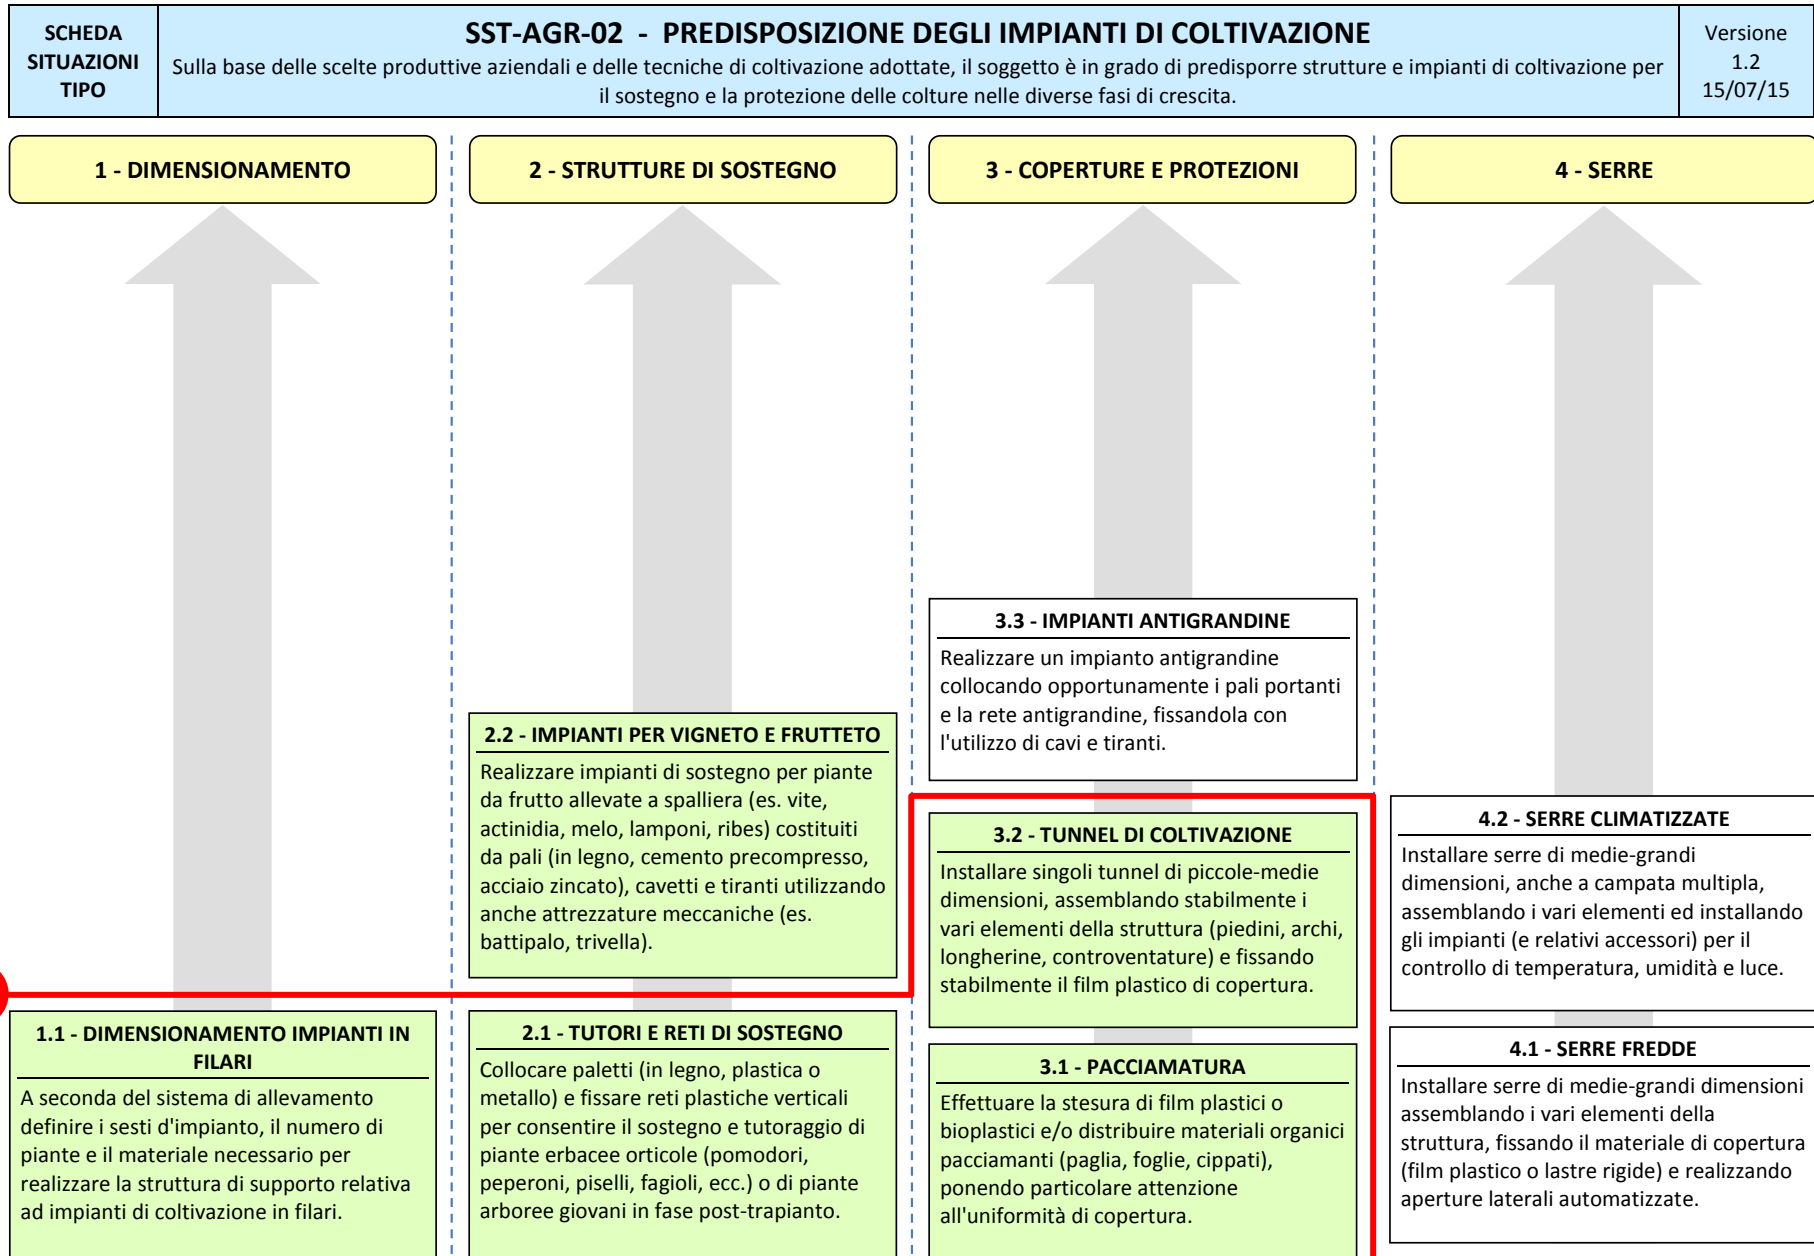 SCHEDA
SITUAZIONI
TIPO
SST-AGR-02 - PREDISPOSIZIONE DEGLI IMPIANTI DI COLTIVAZIONE
Sulla base delle scelte produttive aziendali e delle tecniche di coltivazione adottate, il soggetto è in grado di predisporre strutture e impianti di coltivazione per
il sostegno e la protezione delle colture nelle diverse fasi di crescita.
Versione
1.2
15/07/15
1 - DIMENSIONAMENTO
2 - STRUTTURE DI SOSTEGNO
3 - COPERTURE E PROTEZIONI
4 - SERRE
3.3 - IMPIANTI ANTIGRANDINE
Realizzare un impianto antigrandine
collocando opportunamente i pali portanti
e la rete antigrandine, fissandola con
l'utilizzo di cavi e tiranti.
2.2 - IMPIANTI PER VIGNETO E FRUTTETO
Realizzare impianti di sostegno per piante
da frutto allevate a spalliera (es. vite,
actinidia, melo, lamponi, ribes) costituiti
da pali (in legno, cemento precompresso,
acciaio zincato), cavetti e tiranti utilizzando
anche attrezzature meccaniche (es.
battipalo, trivella).
3.2 - TUNNEL DI COLTIVAZIONE
Installare singoli tunnel di piccole-medie
dimensioni, assemblando stabilmente i
vari elementi della struttura (piedini, archi,
longherine, controventature) e fissando
stabilmente il film plastico di copertura.
4.2 - SERRE CLIMATIZZATE
Installare serre di medie-grandi
dimensioni, anche a campata multipla,
assemblando i vari elementi ed installando
gli impianti (e relativi accessori) per il
controllo di temperatura, umidità e luce.
1.1 - DIMENSIONAMENTO IMPIANTI IN
FILARI
A seconda del sistema di allevamento
definire i sesti d'impianto, il numero di
piante e il materiale necessario per
realizzare la struttura di supporto relativa
ad impianti di coltivazione in filari.
2.1 - TUTORI E RETI DI SOSTEGNO
Collocare paletti (in legno, plastica o
metallo) e fissare reti plastiche verticali
per consentire il sostegno e tutoraggio di
piante erbacee orticole (pomodori,
peperoni, piselli, fagioli, ecc.) o di piante
arboree giovani in fase post-trapianto.
3.1 - PACCIAMATURA
Effettuare la stesura di film plastici o
bioplastici e/o distribuire materiali organici
pacciamanti (paglia, foglie, cippati),
ponendo particolare attenzione
all'uniformità di copertura.
4.1 - SERRE FREDDE
Installare serre di medie-grandi dimensioni
assemblando i vari elementi della
struttura, fissando il materiale di copertura
(film plastico o lastre rigide) e realizzando
aperture laterali automatizzate.